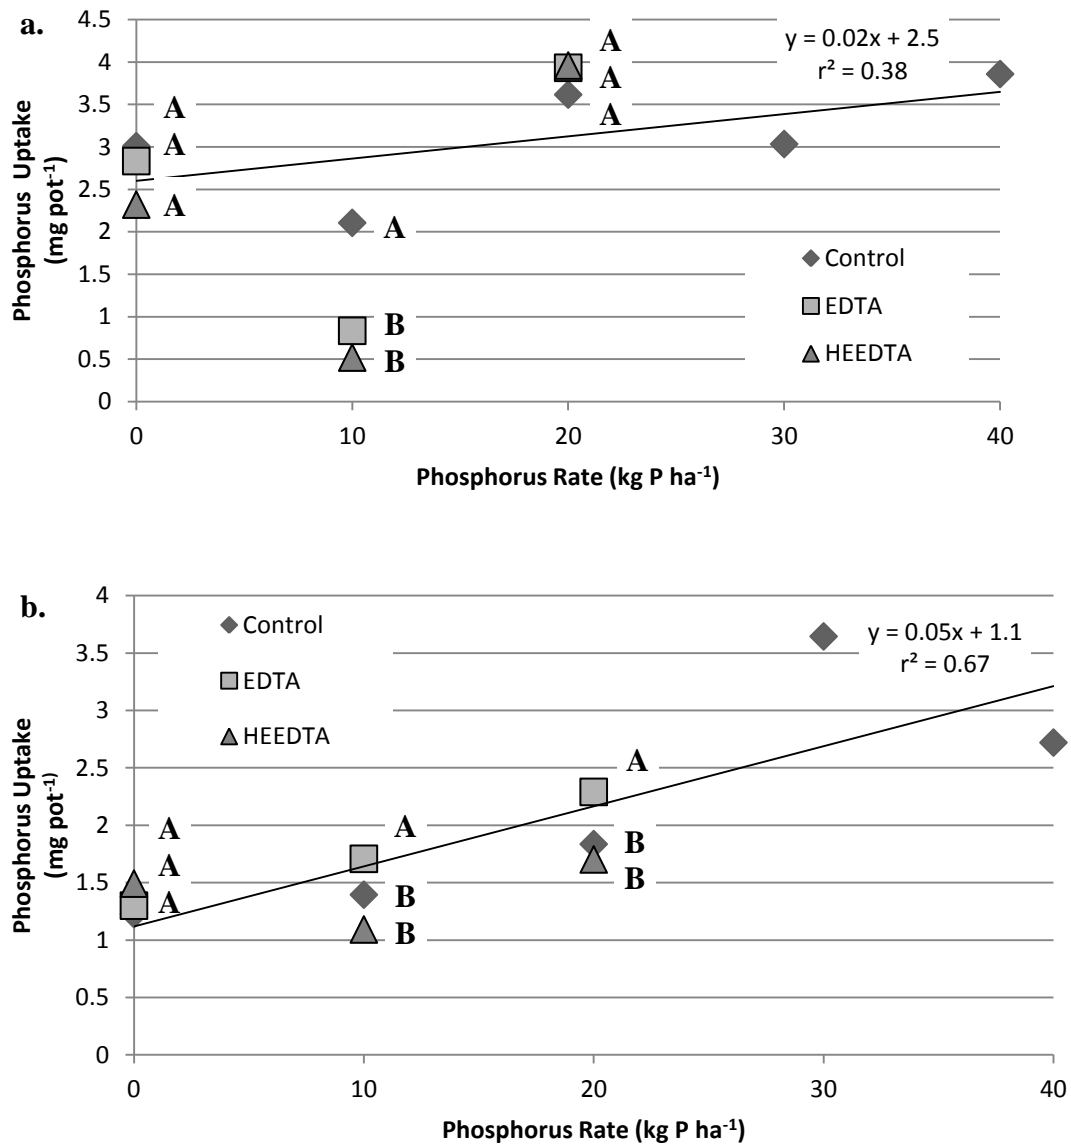 a.
4.5
4
3.5
3
2.5
2
1.5
1
0.5
0
Phosphorus Uptake
(mg pot⁻¹)
A
A
A
A
B
B
A
A
A
y = 0.02x + 2.5
r² = 0.38
Control
EDTA
HEEDTA
0 10 20 30 40
Phosphorus Rate (kg P ha⁻¹)
b.
4
3.5
3
2.5
2
1.5
1
0.5
0
Phosphorus Uptake
(mg pot⁻¹)
Control
EDTA
HEEDTA
A
A
A
A
B
B
A
B
B
y = 0.05x + 1.1
r² = 0.67
0 10 20 30 40
Phosphorus Rate (kg P ha⁻¹)